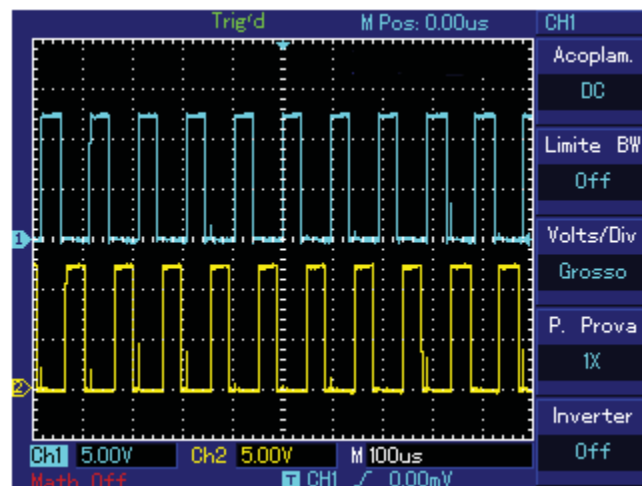 Trig'd M Pos: 0.00us CH1
Acoplam.
DC
Limite BW
Off
1
Volts/Div
Grosso
P. Prova
1X
2
Inverter
Off
Ch1 5.00V Ch2 5.00V M 100us
Math Off T CH1 0.00mV